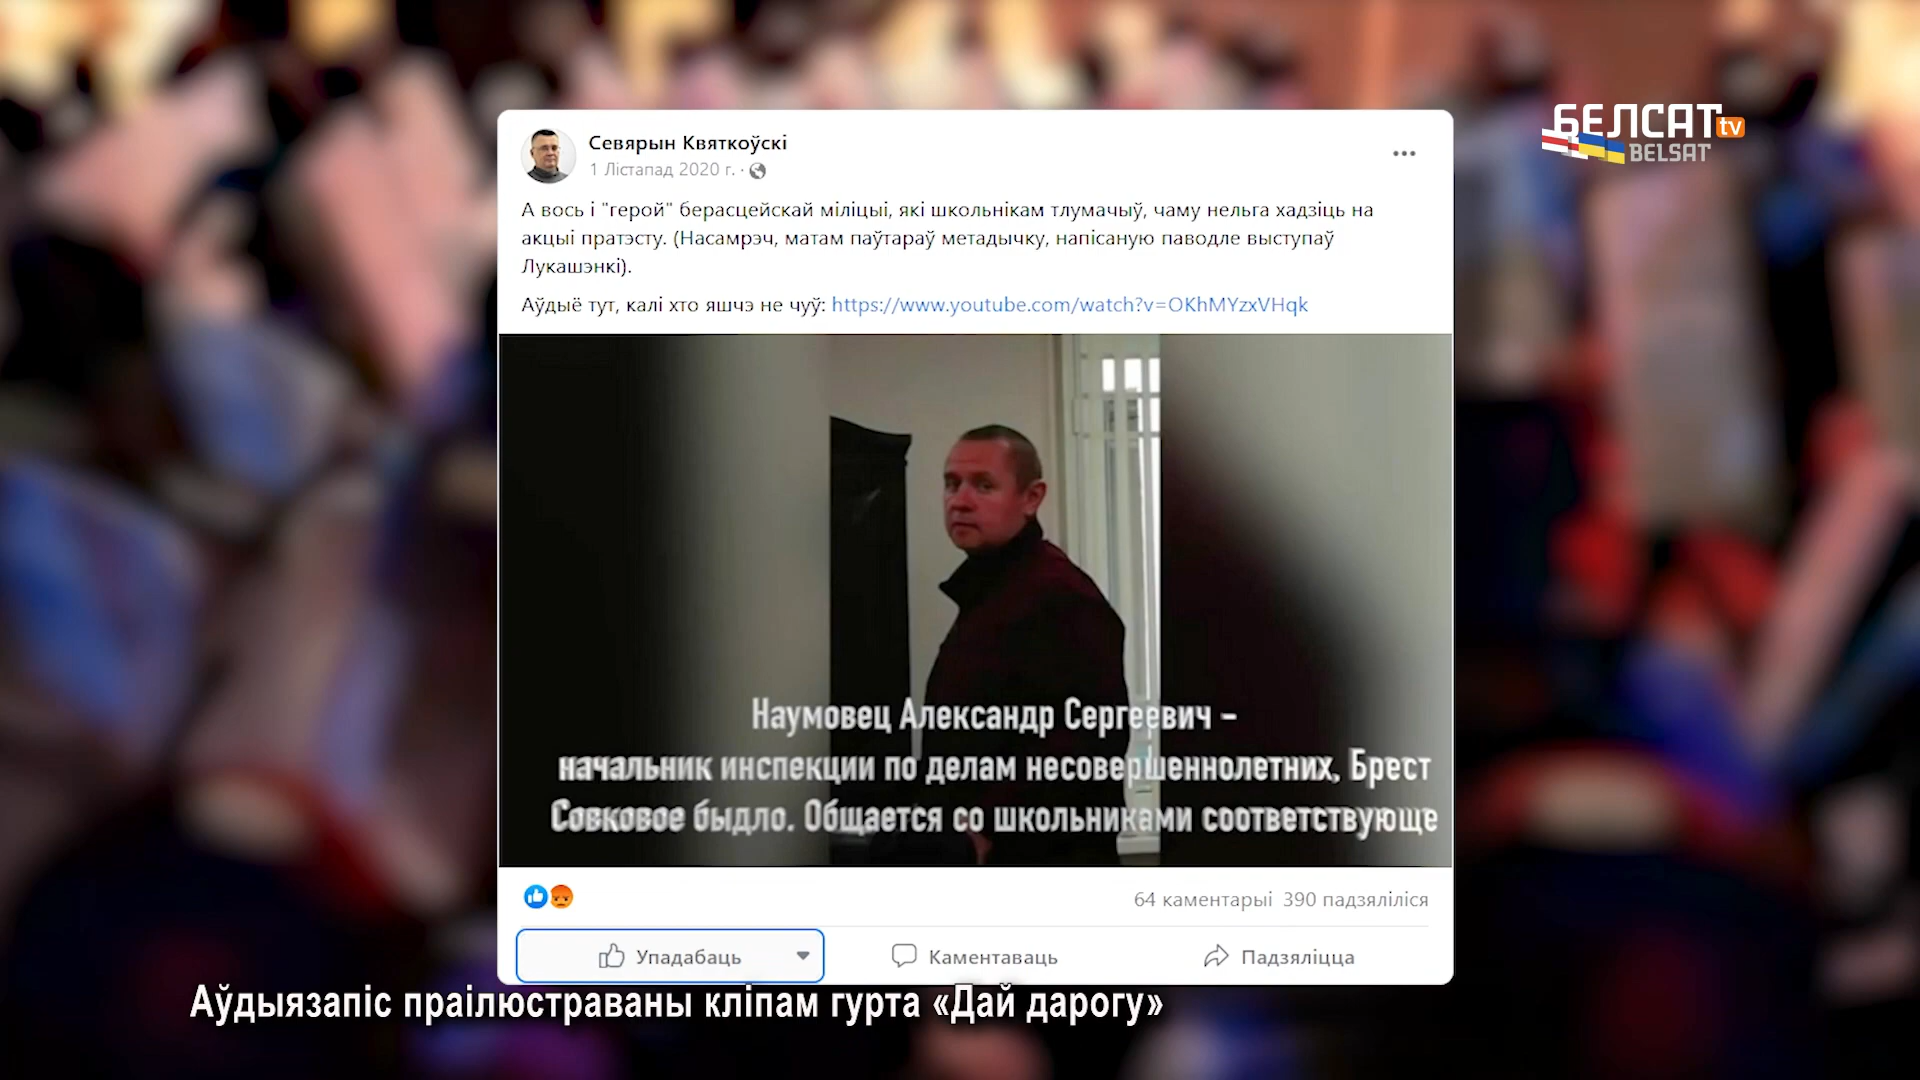 БЕЛСАТ tv
BELSAT
Севярын Квяткоўскі
1 Лістапад 2020 г. ·
А вось і "герой" берасцейскай міліцыі, які школьнікам тлумачыў, чаму нельга хадзіць на
акцыі пратэсту. (Насамрэч, матам паўтараў метадычку, напісаную паводле выступаў
Лукашэнкі).
Аўдыё тут, калі хто яшчэ не чуў: https://www.youtube.com/watch?v=OKhMYzxVHqk
Наумовец Александр Сергеевич –
начальник инспекции по делам несовершеннолетних, Брест
Совковое быдло. Общается со школьниками соответствующе
64 каментарыі 390 падзяліліся
Упадабаць Каментаваць Падзяліцца
Аўдыязапіс праілюстраваны кліпам гурта «Дай дарогу»